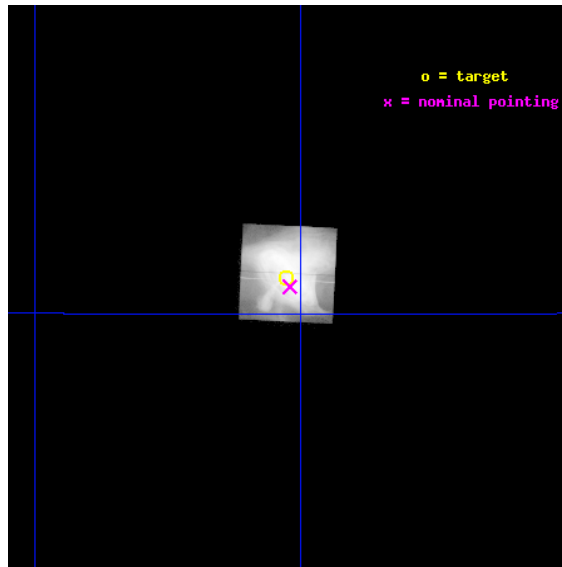 o = target
x = nominal pointing